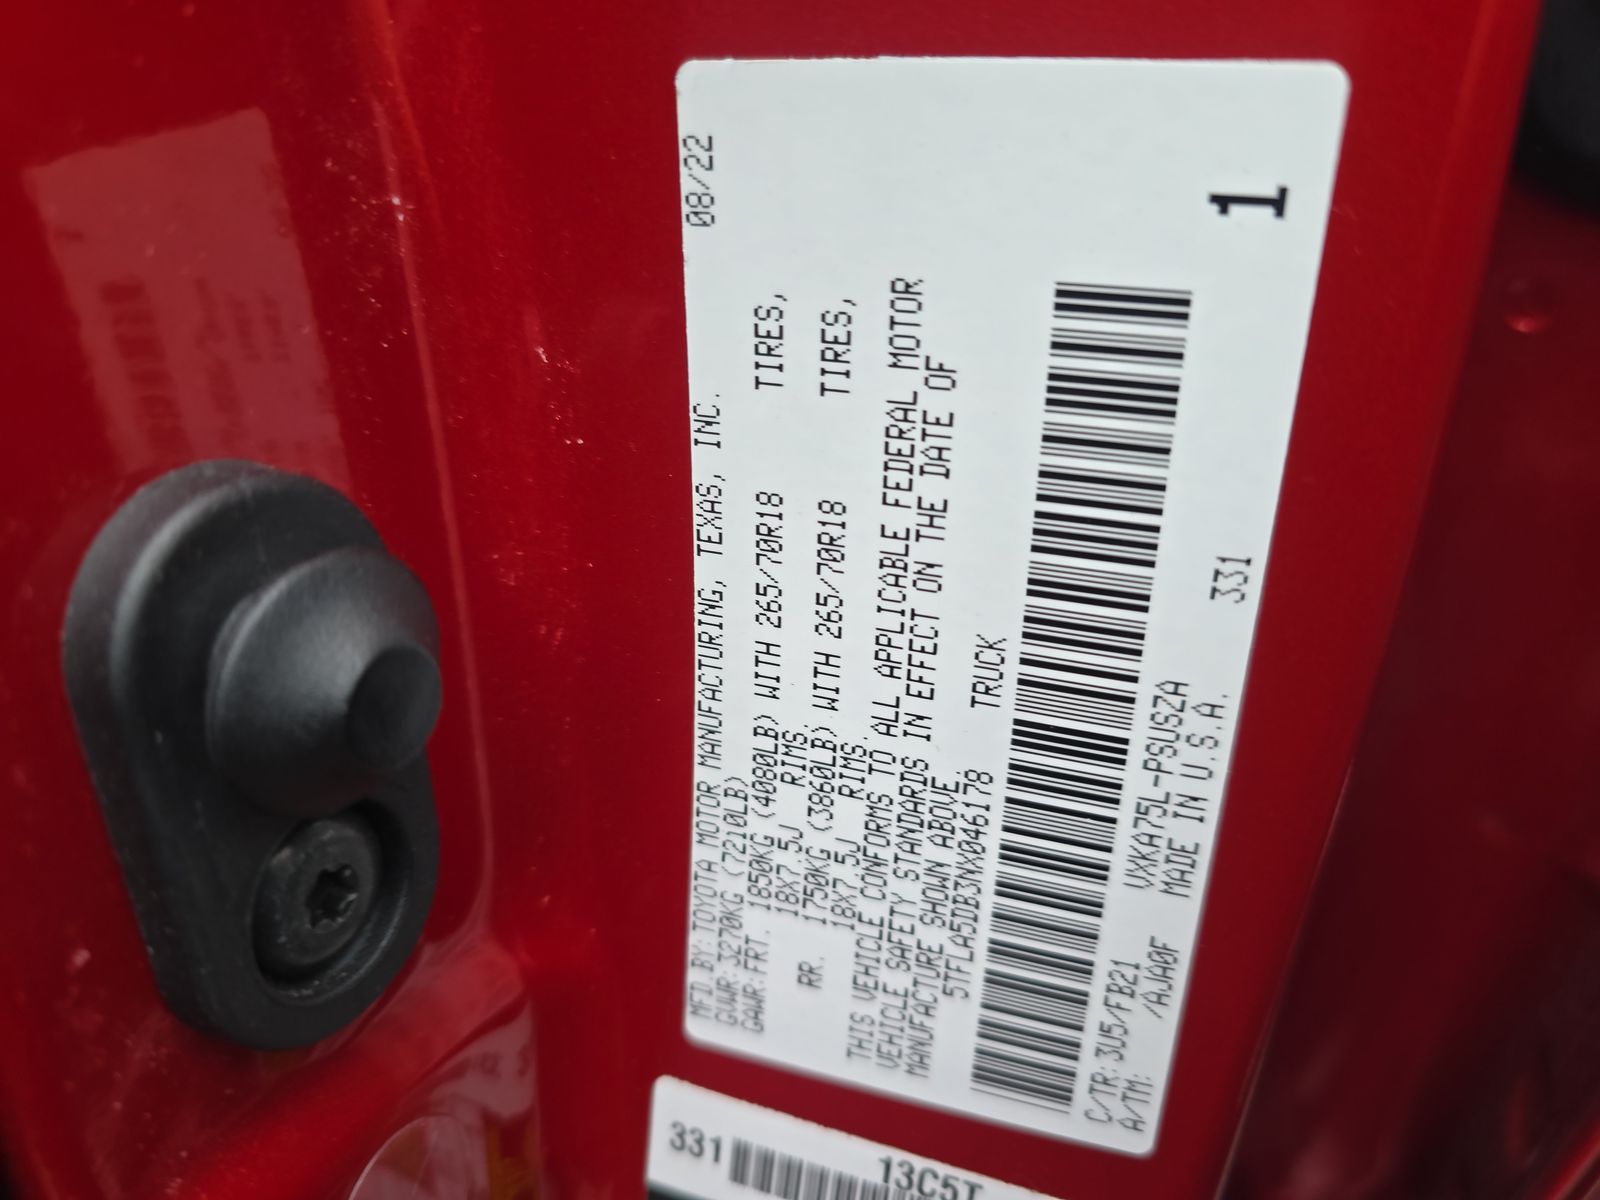 MFD.BY:TOYOTA MOTOR MANUFACTURING, TEXAS, INC. 08/22
GVWR:3270KG (7210LB)
GAWR:FRT. 1850KG (4080LB) WITH 265/70R18 TIRES,
18X7.5J RIMS,
RR. 1750KG (3860LB) WITH 265/70R18 TIRES,
18X7.5J RIMS.
THIS VEHICLE CONFORMS TO ALL APPLICABLE FEDERAL MOTOR
VEHICLE SAFETY STANDARDS IN EFFECT ON THE DATE OF
MANUFACTURE SHOWN ABOVE.
5TFLA5DB3NX046178 TRUCK
C/TR:3U5/FB21 VXKA75L-PSUSZA 331
A/TM: /AJA0F MADE IN U.S.A.
1
331
13C5T